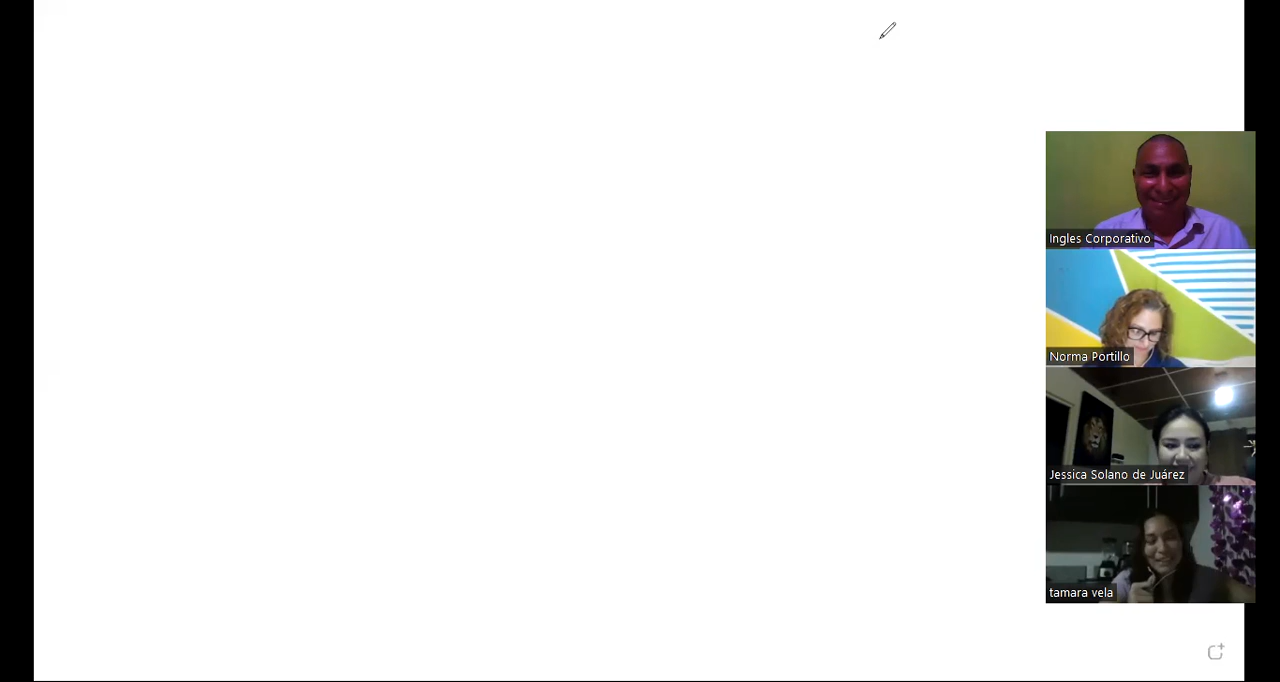 Ingles Corporativo
Norma Portillo
Jessica Solano de Juárez
tamara vela